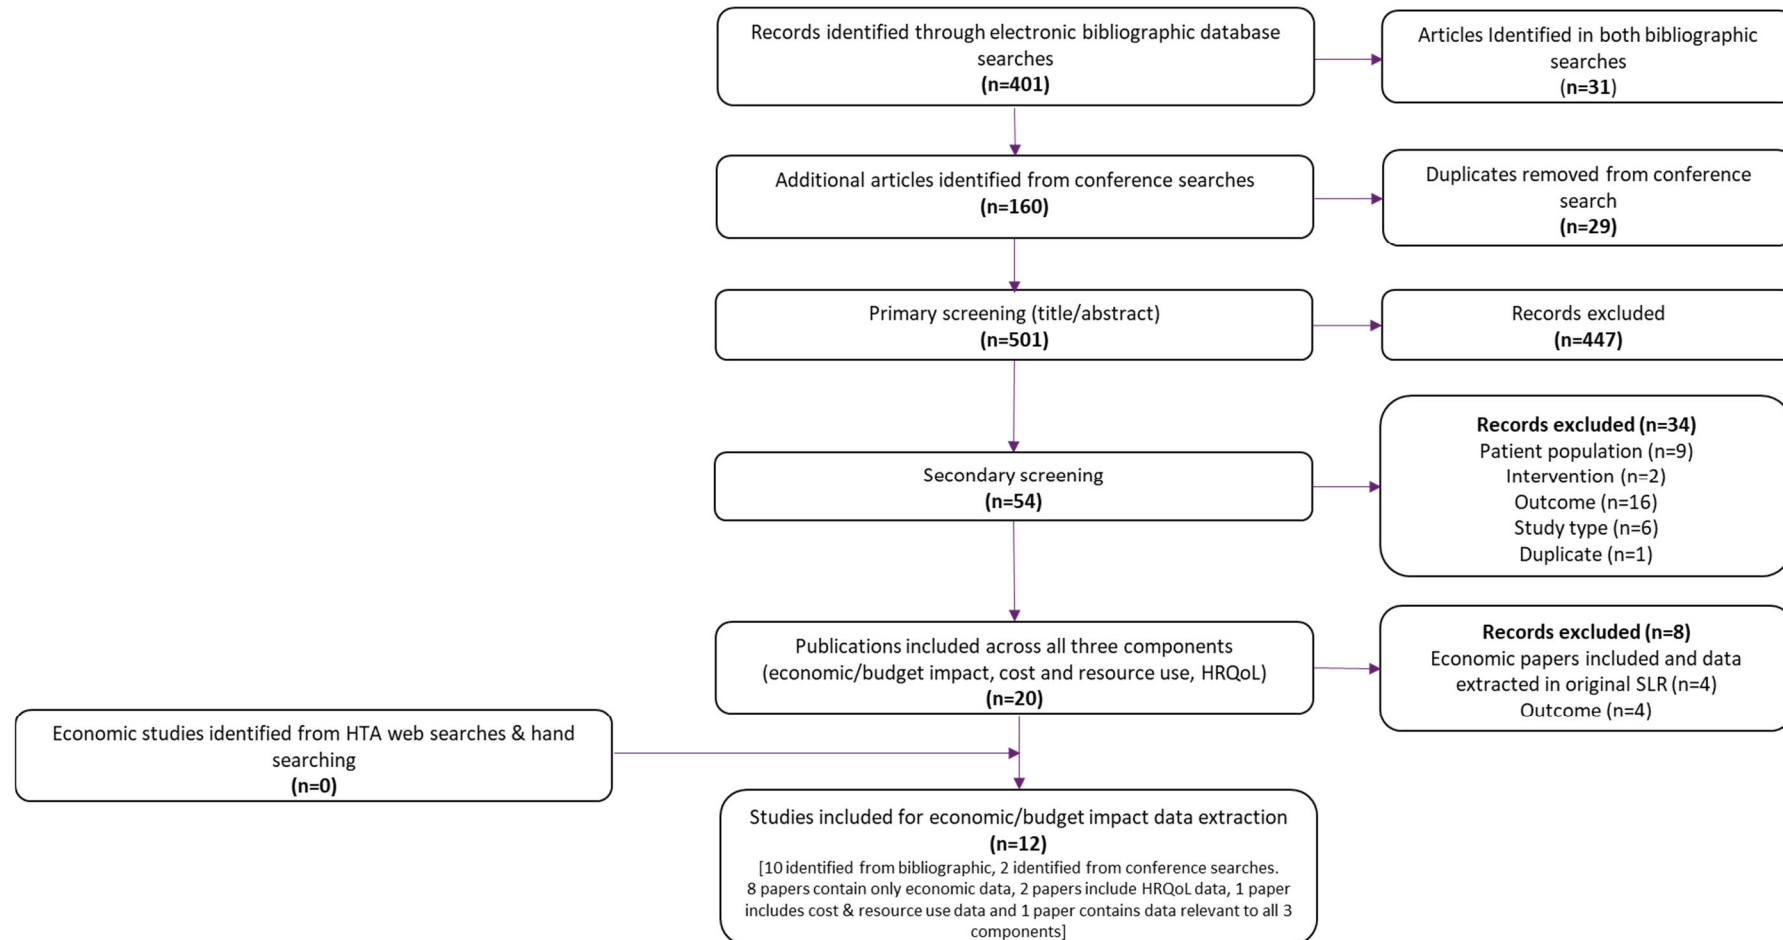 Records identified through electronic bibliographic database
searches
(n=401)
Articles Identified in both bibliographic
searches
(n=31)
Additional articles identified from conference searches
(n=160)
Duplicates removed from conference
search
(n=29)
Primary screening (title/abstract)
(n=501)
Records excluded
(n=447)
Secondary screening
(n=54)
Records excluded (n=34)
Patient population (n=9)
Intervention (n=2)
Outcome (n=16)
Study type (n=6)
Duplicate (n=1)
Publications included across all three components
(economic/budget impact, cost and resource use, HRQoL)
(n=20)
Records excluded (n=8)
Economic papers included and data
extracted in original SLR (n=4)
Outcome (n=4)
Economic studies identified from HTA web searches & hand
searching
(n=0)
Studies included for economic/budget impact data extraction
(n=12)
[10 identified from bibliographic, 2 identified from conference searches.
8 papers contain only economic data, 2 papers include HRQoL data, 1 paper
includes cost & resource use data and 1 paper contains data relevant to all 3
components]